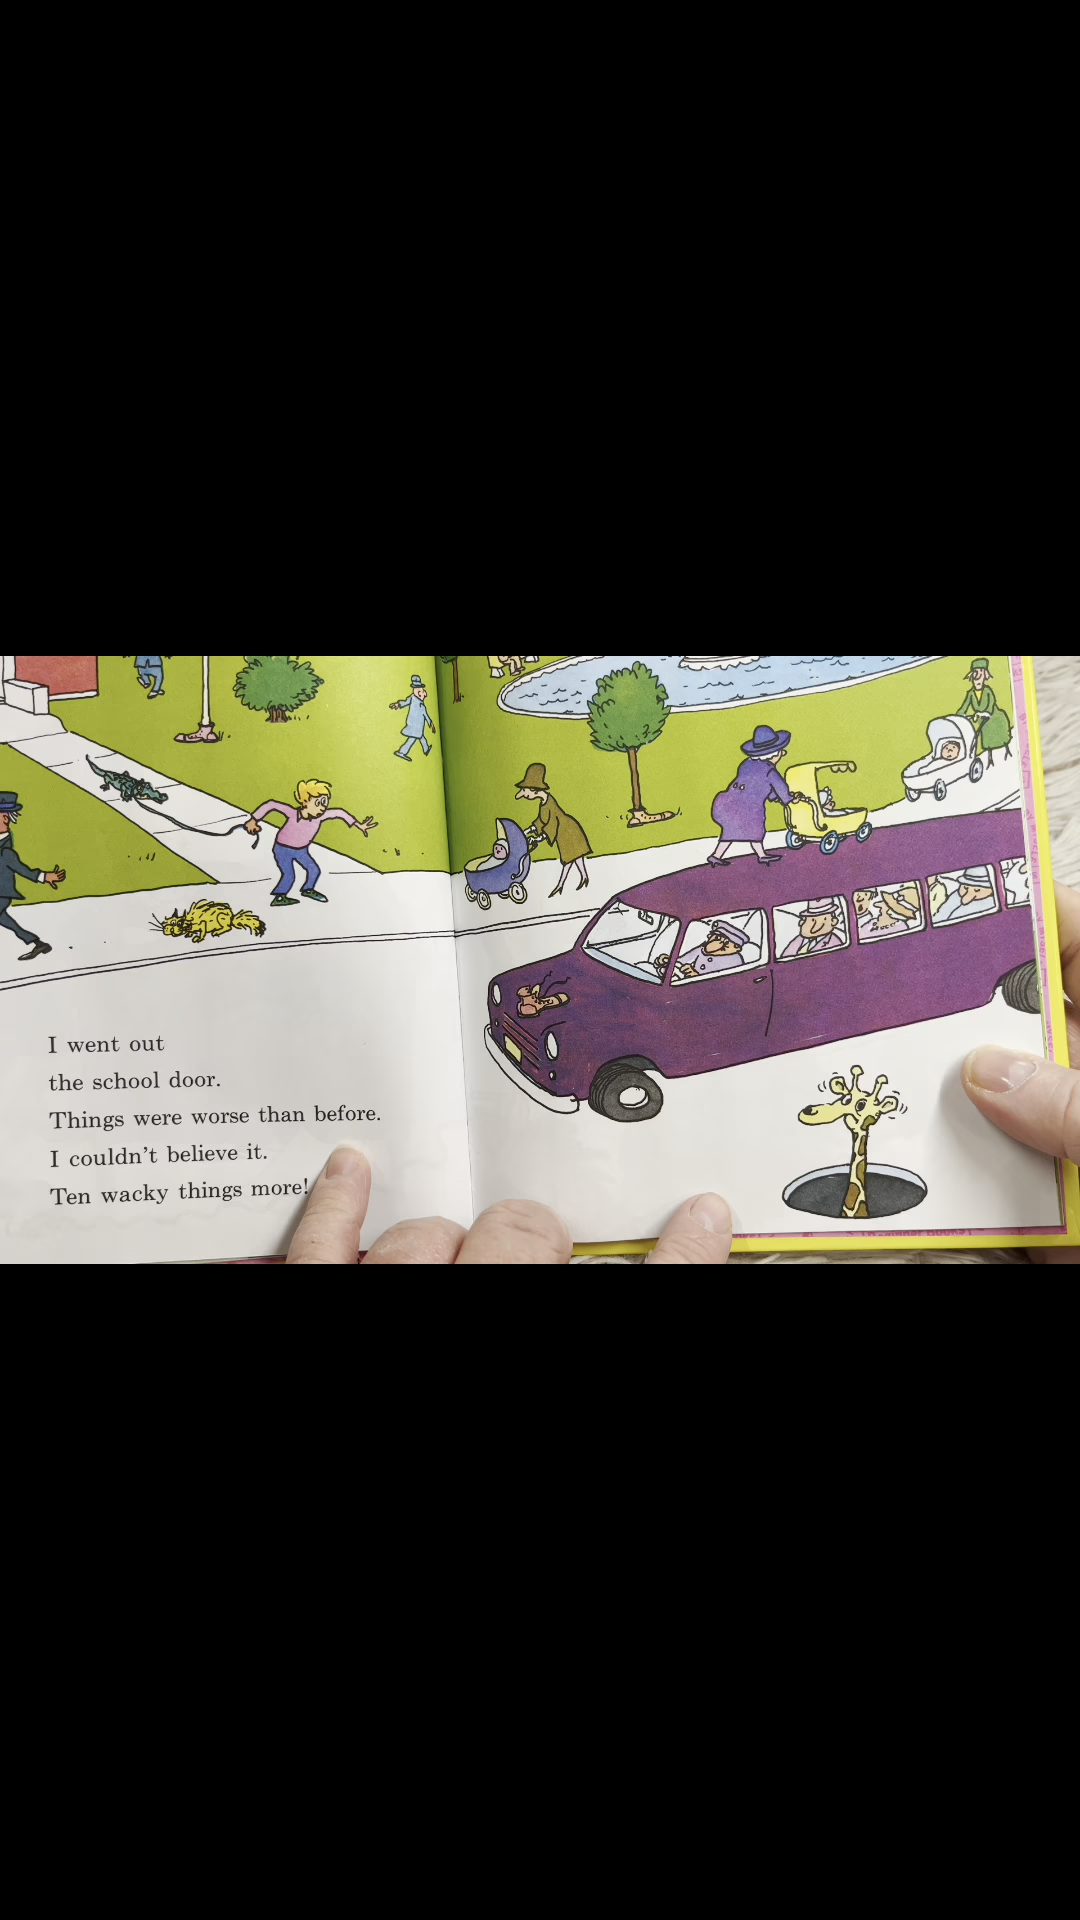 I went out
the school door.
Things were worse than before.
I couldn't believe it.
Ten wacky things more!